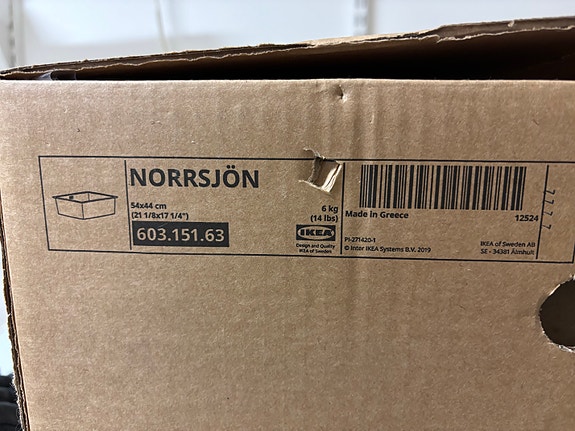 NORRSJÖN
54x44 cm
(21 1/8x17 1/4")
603.151.63
6 kg
(14 lbs)
IKEA
Design and Quality
IKEA of Sweden
Made in Greece
12524
PI-271420-1
© Inter IKEA Systems B.V. 2019
IKEA of Sweden AB
SE - 34381 Älmhult
7777